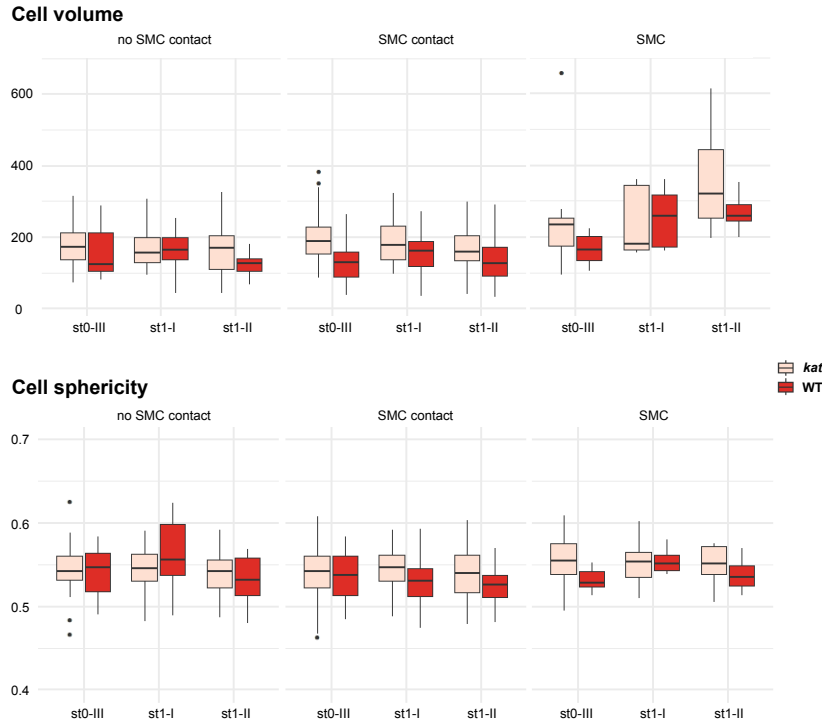 Cell volume
no SMC contact SMC contact SMC
600
400
200
0
st0-III st1-I st1-II st0-III st1-I st1-II st0-III st1-I st1-II
kat
WT
Cell sphericity
no SMC contact SMC contact SMC
0.7
0.6
0.5
0.4
st0-III st1-I st1-II st0-III st1-I st1-II st0-III st1-I st1-II